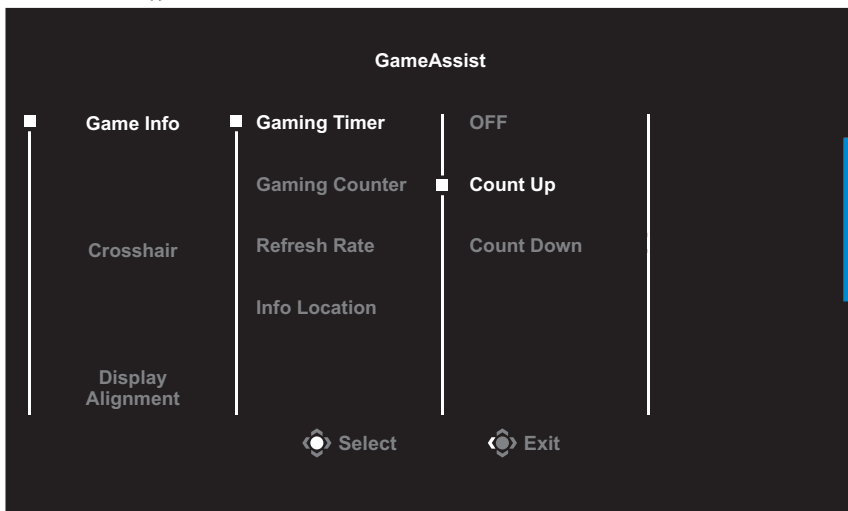 GameAssist
Game Info
Gaming Timer
OFF
Gaming Counter
Count Up
Crosshair
Refresh Rate
Count Down
Info Location
Display
Alignment
Select
Exit